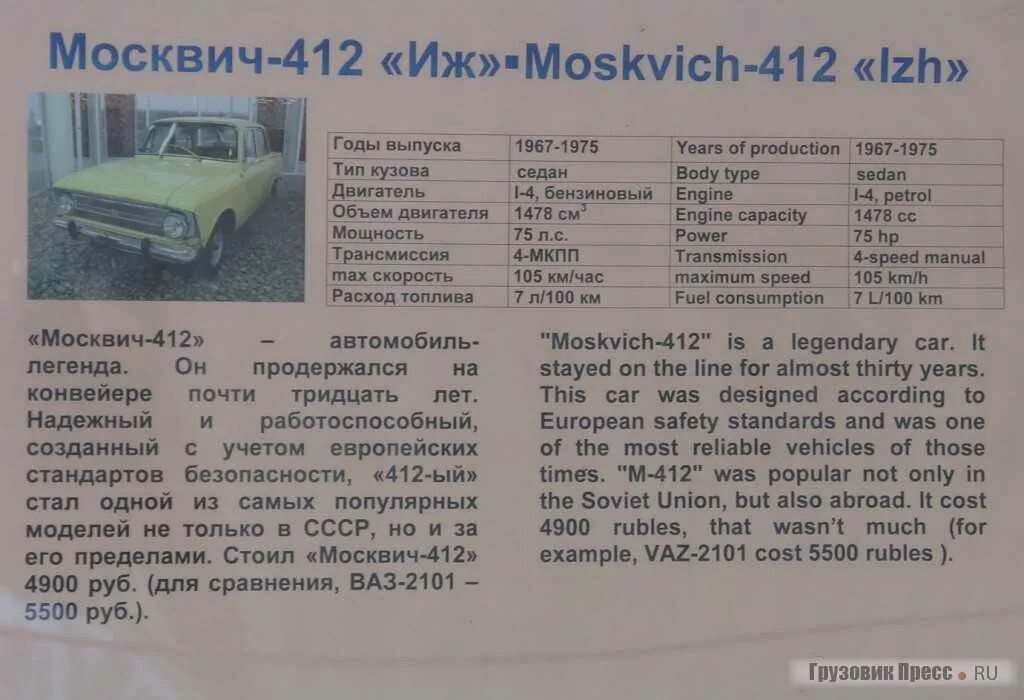 Москвич-412 «Иж»▪Moskvich-412 «Izh»
Годы выпуска 1967-1975 Years of production 1967-1975
Тип кузова седан Body type sedan
Двигатель I-4, бензиновый Engine I-4, petrol
Объем двигателя 1478 см³ Engine capacity 1478 cc
Мощность 75 л.с. Power 75 hp
Трансмиссия 4-МКПП Transmission 4-speed manual
max скорость 105 км/час maximum speed 105 km/h
Расход топлива 7 л/100 км Fuel consumption 7 L/100 km
«Москвич-412» – автомобиль-
легенда. Он продержался на
конвейере почти тридцать лет.
Надежный и работоспособный,
созданный с учетом европейских
стандартов безопасности, «412-ый»
стал одной из самых популярных
моделей не только в СССР, но и за
его пределами. Стоил «Москвич-412»
4900 руб. (для сравнения, ВАЗ-2101 –
5500 руб.).
"Moskvich-412" is a legendary car. It
stayed on the line for almost thirty years.
This car was designed according to
European safety standards and was one
of the most reliable vehicles of those
times. "M-412" was popular not only in
the Soviet Union, but also abroad. It cost
4900 rubles, that wasn't much (for
example, VAZ-2101 cost 5500 rubles ).
Грузовик Пресс.RU